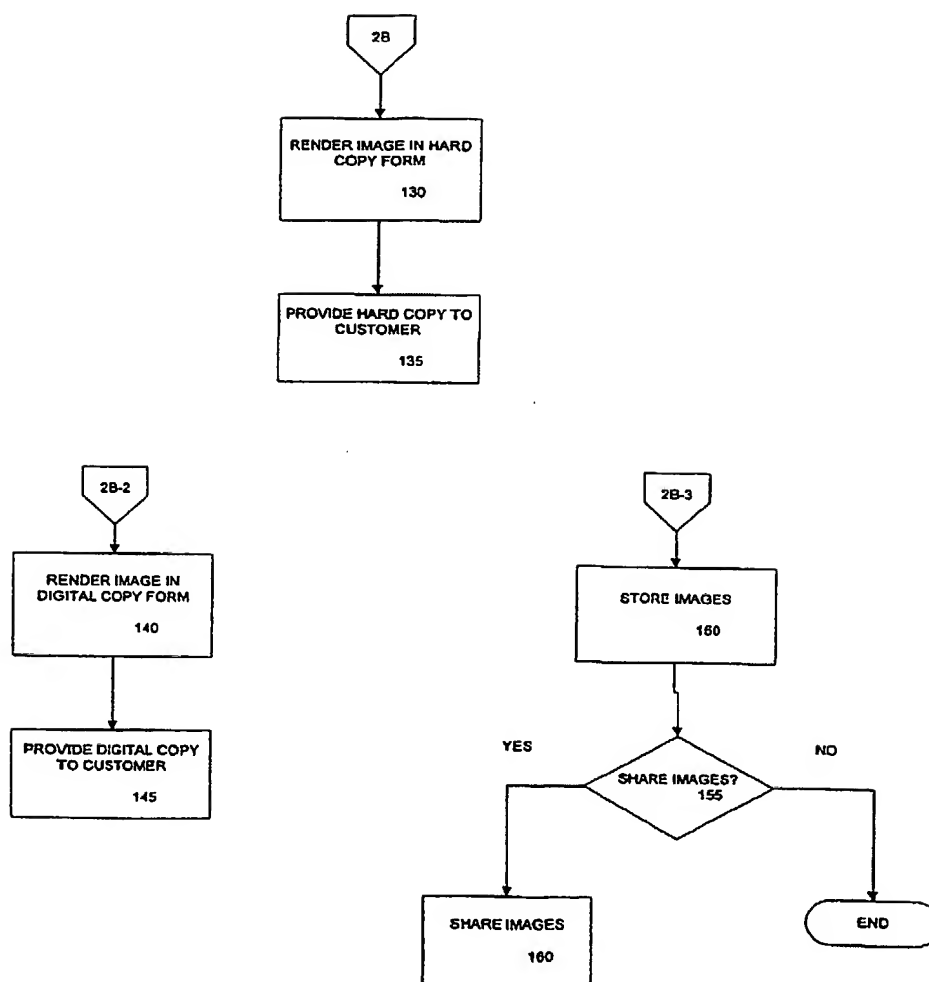 2B
RENDER IMAGE IN HARD
COPY FORM
130
PROVIDE HARD COPY TO
CUSTOMER
135
2B-2
RENDER IMAGE IN
DIGITAL COPY FORM
140
PROVIDE DIGITAL COPY
TO CUSTOMER
145
2B-3
STORE IMAGES
160
YES
NO
SHARE IMAGES?
155
SHARE IMAGES
160
END